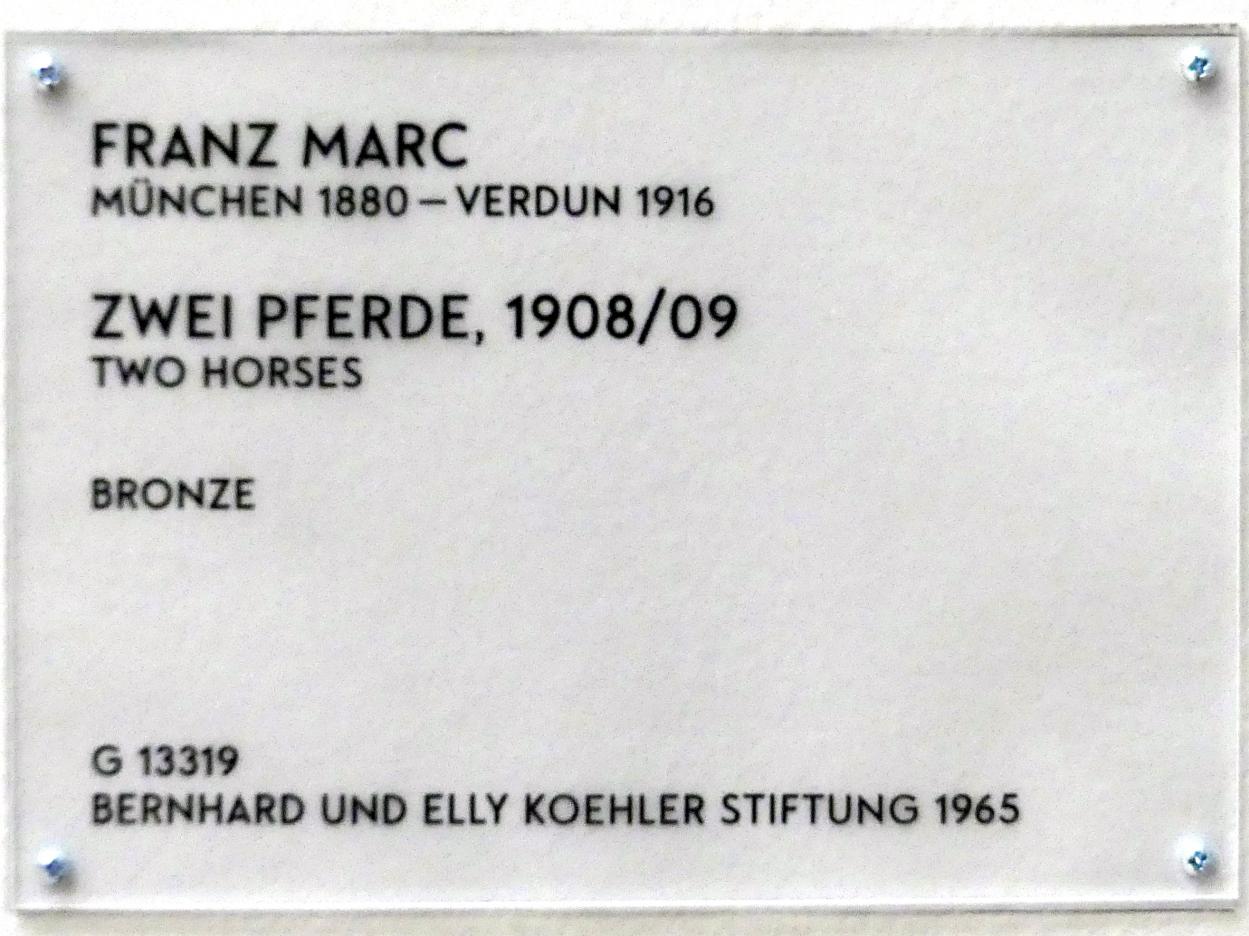 FRANZ MARC
MÜNCHEN 1880 – VERDUN 1916
ZWEI PFERDE, 1908/09
TWO HORSES
BRONZE
G 13319
BERNHARD UND ELLY KOEHLER STIFTUNG 1965